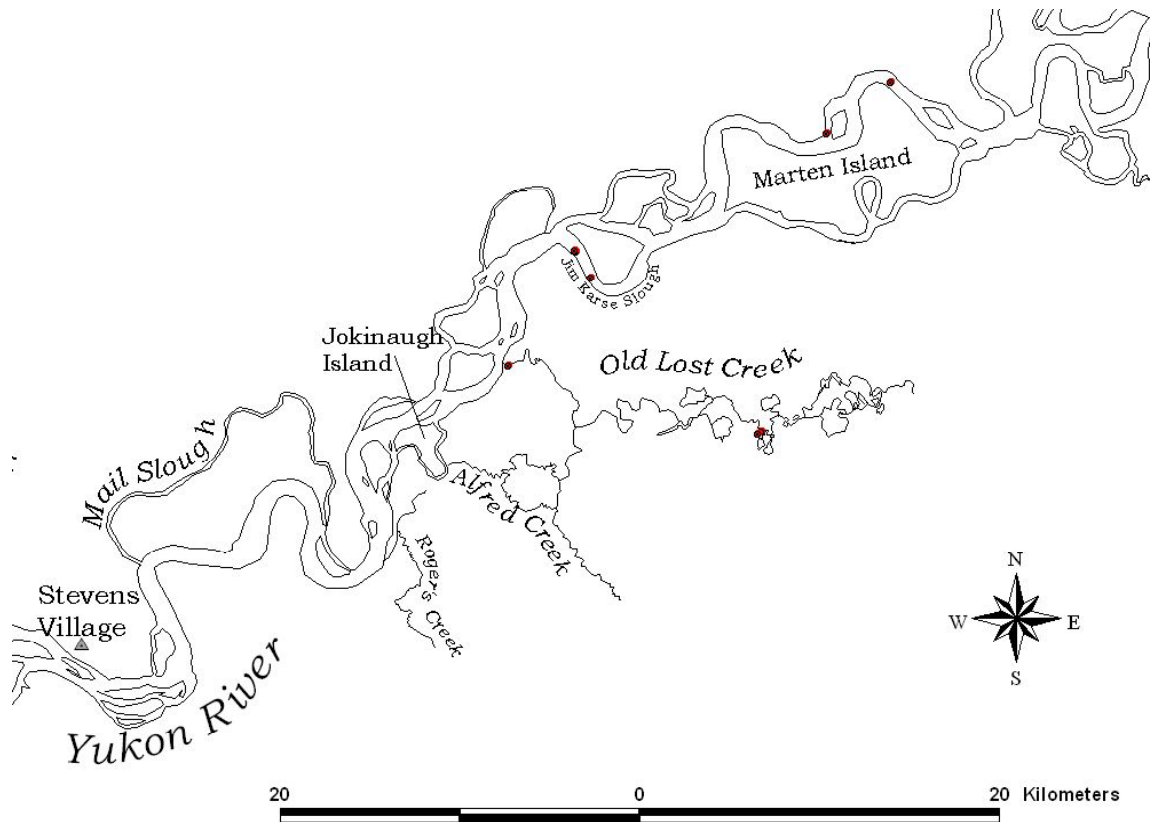 Marten Island
Jim Karse Slough
Jokinaugh
Island
Old Lost Creek
Mail Slough
Alfred Creek
Roger's Creek
Stevens
Village
Yukon River
N
W
E
S
20
0
20 Kilometers